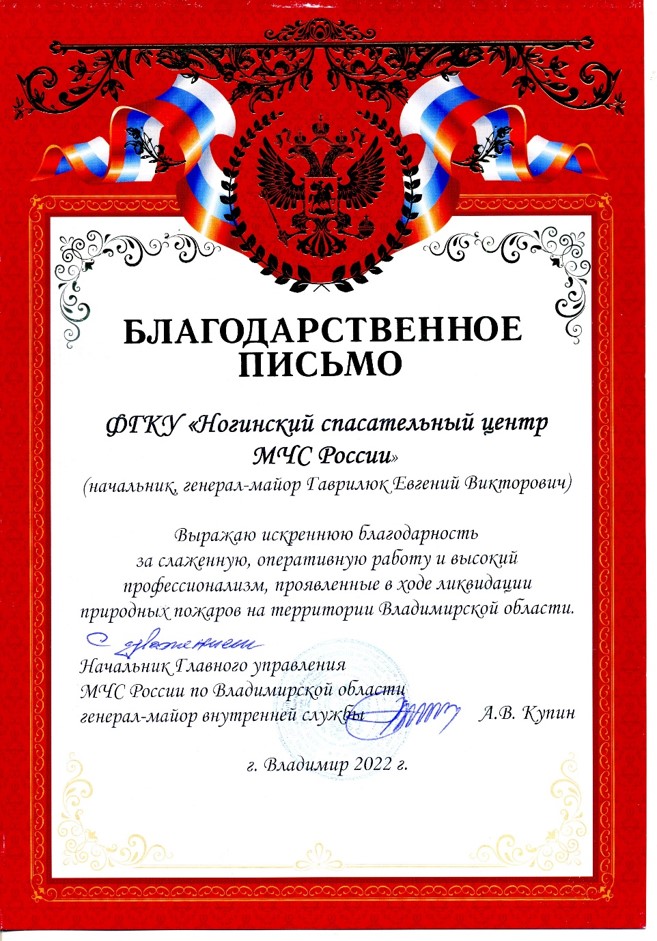 БЛАГОДАРСТВЕННОЕ
ПИСЬМО
ФГКУ «Ногинский спасательный центр
МЧС России»
(начальник, генерал-майор Гаврилюк Евгений Викторович)
Выражаю искреннюю благодарность
за слаженную, оперативную работу и высокий
профессионализм, проявленные в ходе ликвидации
природных пожаров на территории Владимирской области.
С уважением
Начальник Главного управления
МЧС России по Владимирской области
генерал-майор внутренней службы А.В. Купин
г. Владимир 2022 г.